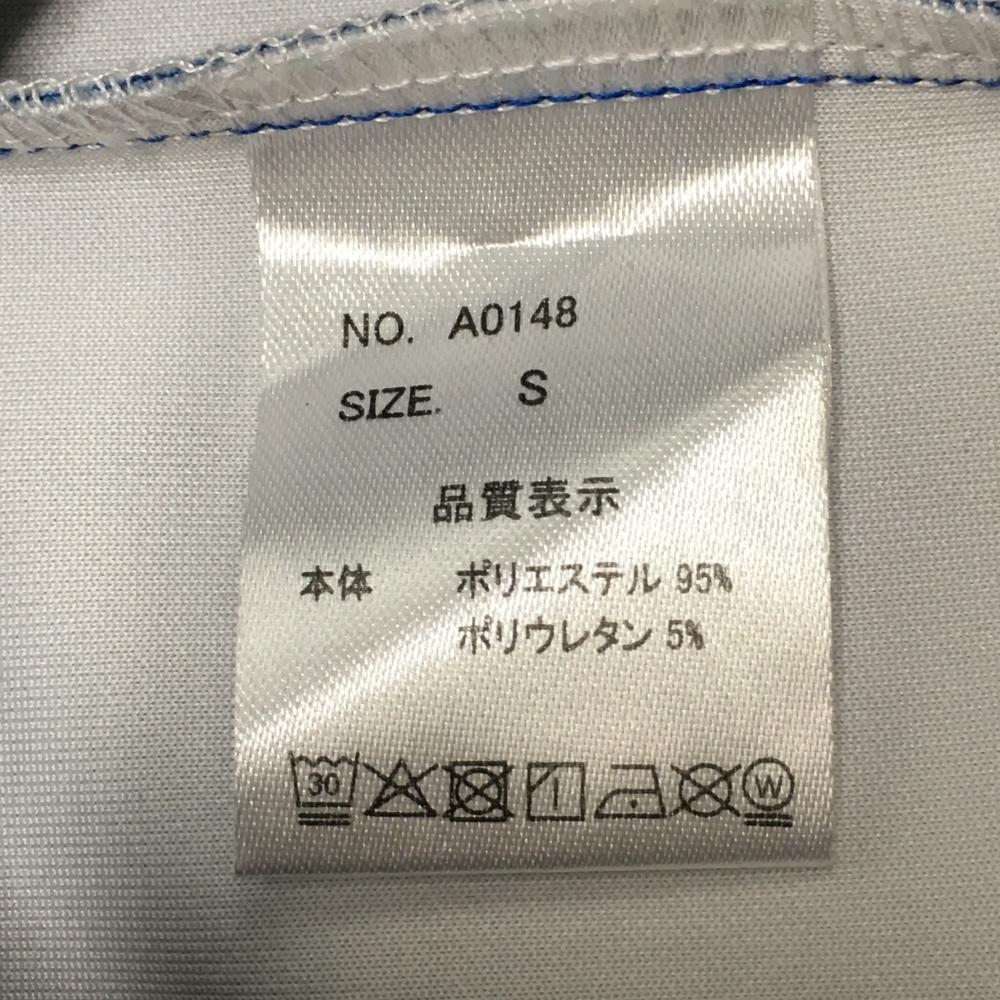 NO. A0148
SIZE. S
品質表示
本体 ポリエステル 95%
ポリウレタン 5%
30 W